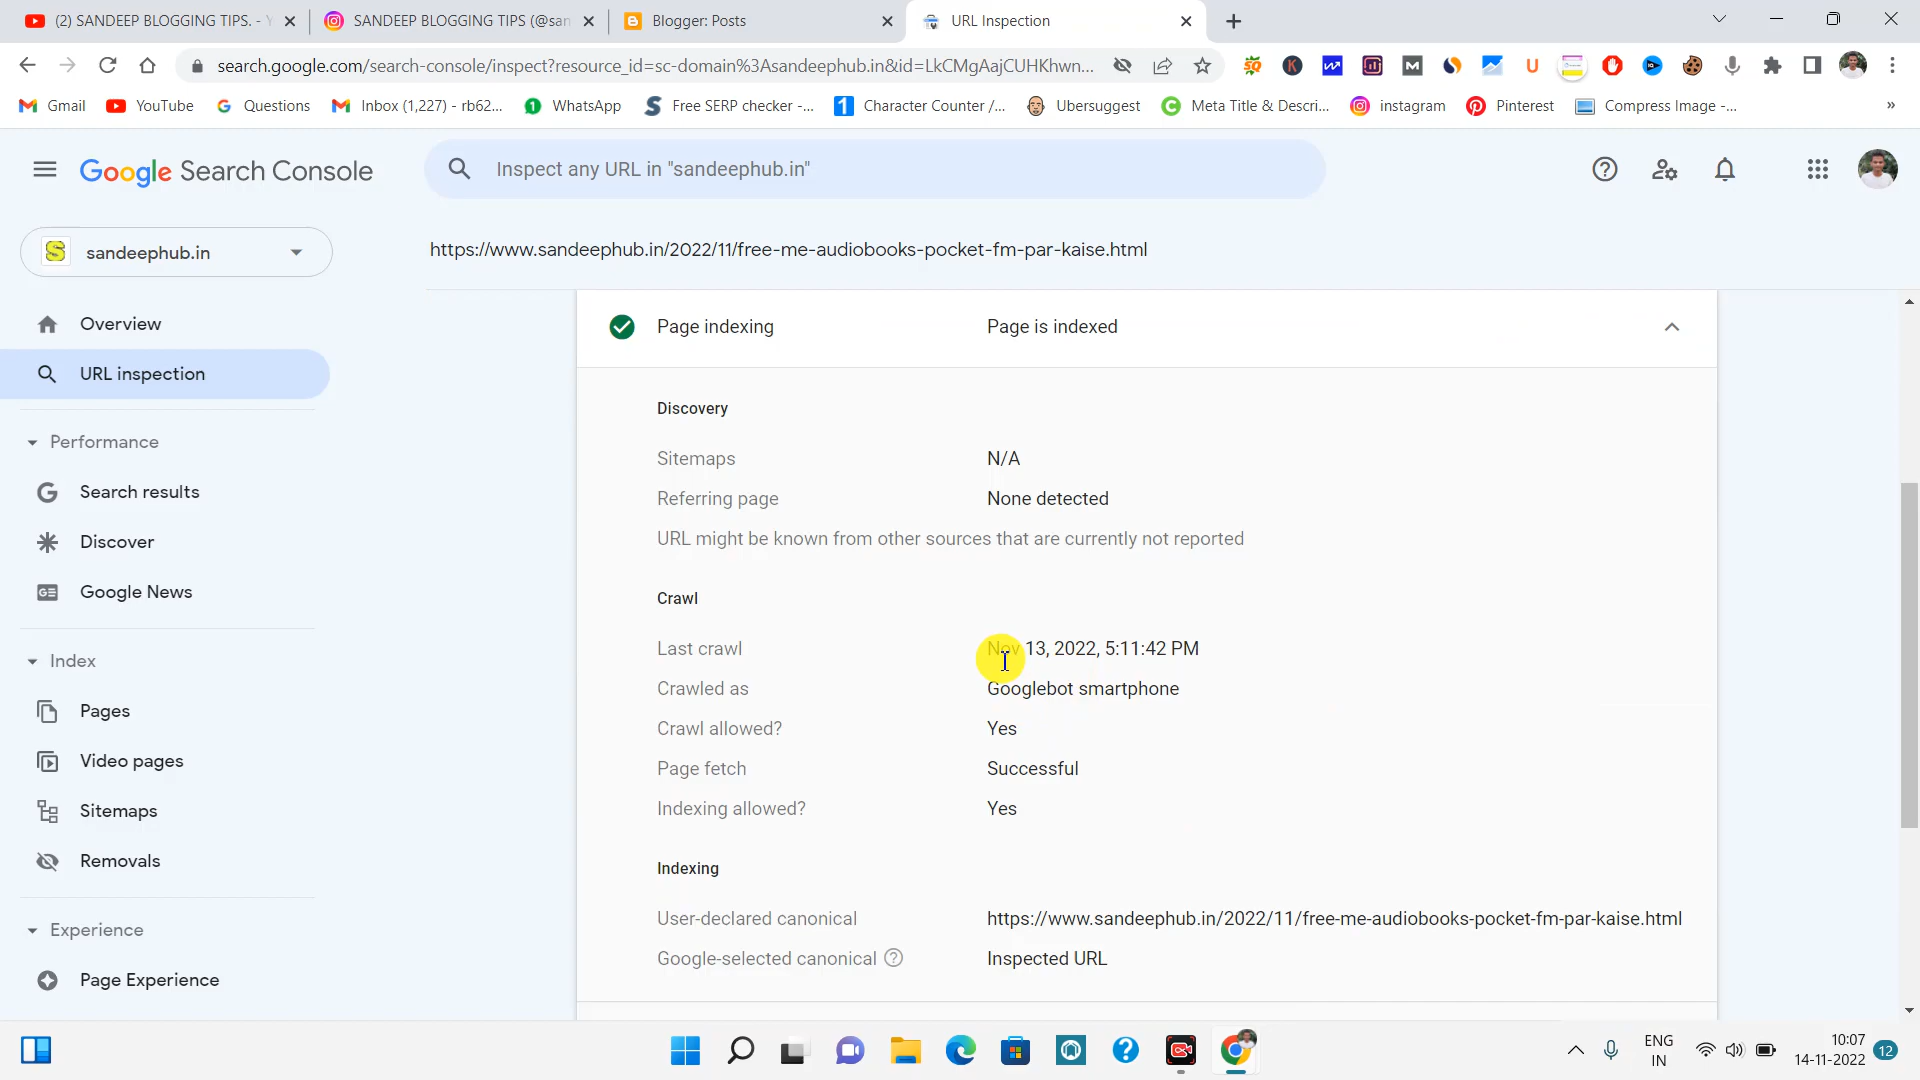 (2) SANDEEP BLOGGING TIPS. - Y
SANDEEP BLOGGING TIPS (@san
Blogger: Posts
URL Inspection
search.google.com/search-console/inspect?resource_id=sc-domain%3Asandeephub.in&id=LkCMgAajCUHKhwn...
Gmail
YouTube
Questions
Inbox (1,227) - rb62...
WhatsApp
Free SERP checker -...
Character Counter /...
Ubersuggest
Meta Title & Descri...
instagram
Pinterest
Compress Image -...
»
Google Search Console
Inspect any URL in "sandeephub.in"
sandeephub.in
https://www.sandeephub.in/2022/11/free-me-audiobooks-pocket-fm-par-kaise.html
Overview
URL inspection
Performance
Search results
Discover
Google News
Index
Pages
Video pages
Sitemaps
Removals
Experience
Page Experience
Page indexing Page is indexed
Discovery
Sitemaps N/A
Referring page None detected
URL might be known from other sources that are currently not reported
Crawl
Last crawl Nov 13, 2022, 5:11:42 PM
Crawled as Googlebot smartphone
Crawl allowed? Yes
Page fetch Successful
Indexing allowed? Yes
Indexing
User-declared canonical https://www.sandeephub.in/2022/11/free-me-audiobooks-pocket-fm-par-kaise.html
Google-selected canonical Inspected URL
ENG
IN
10:07
14-11-2022
12